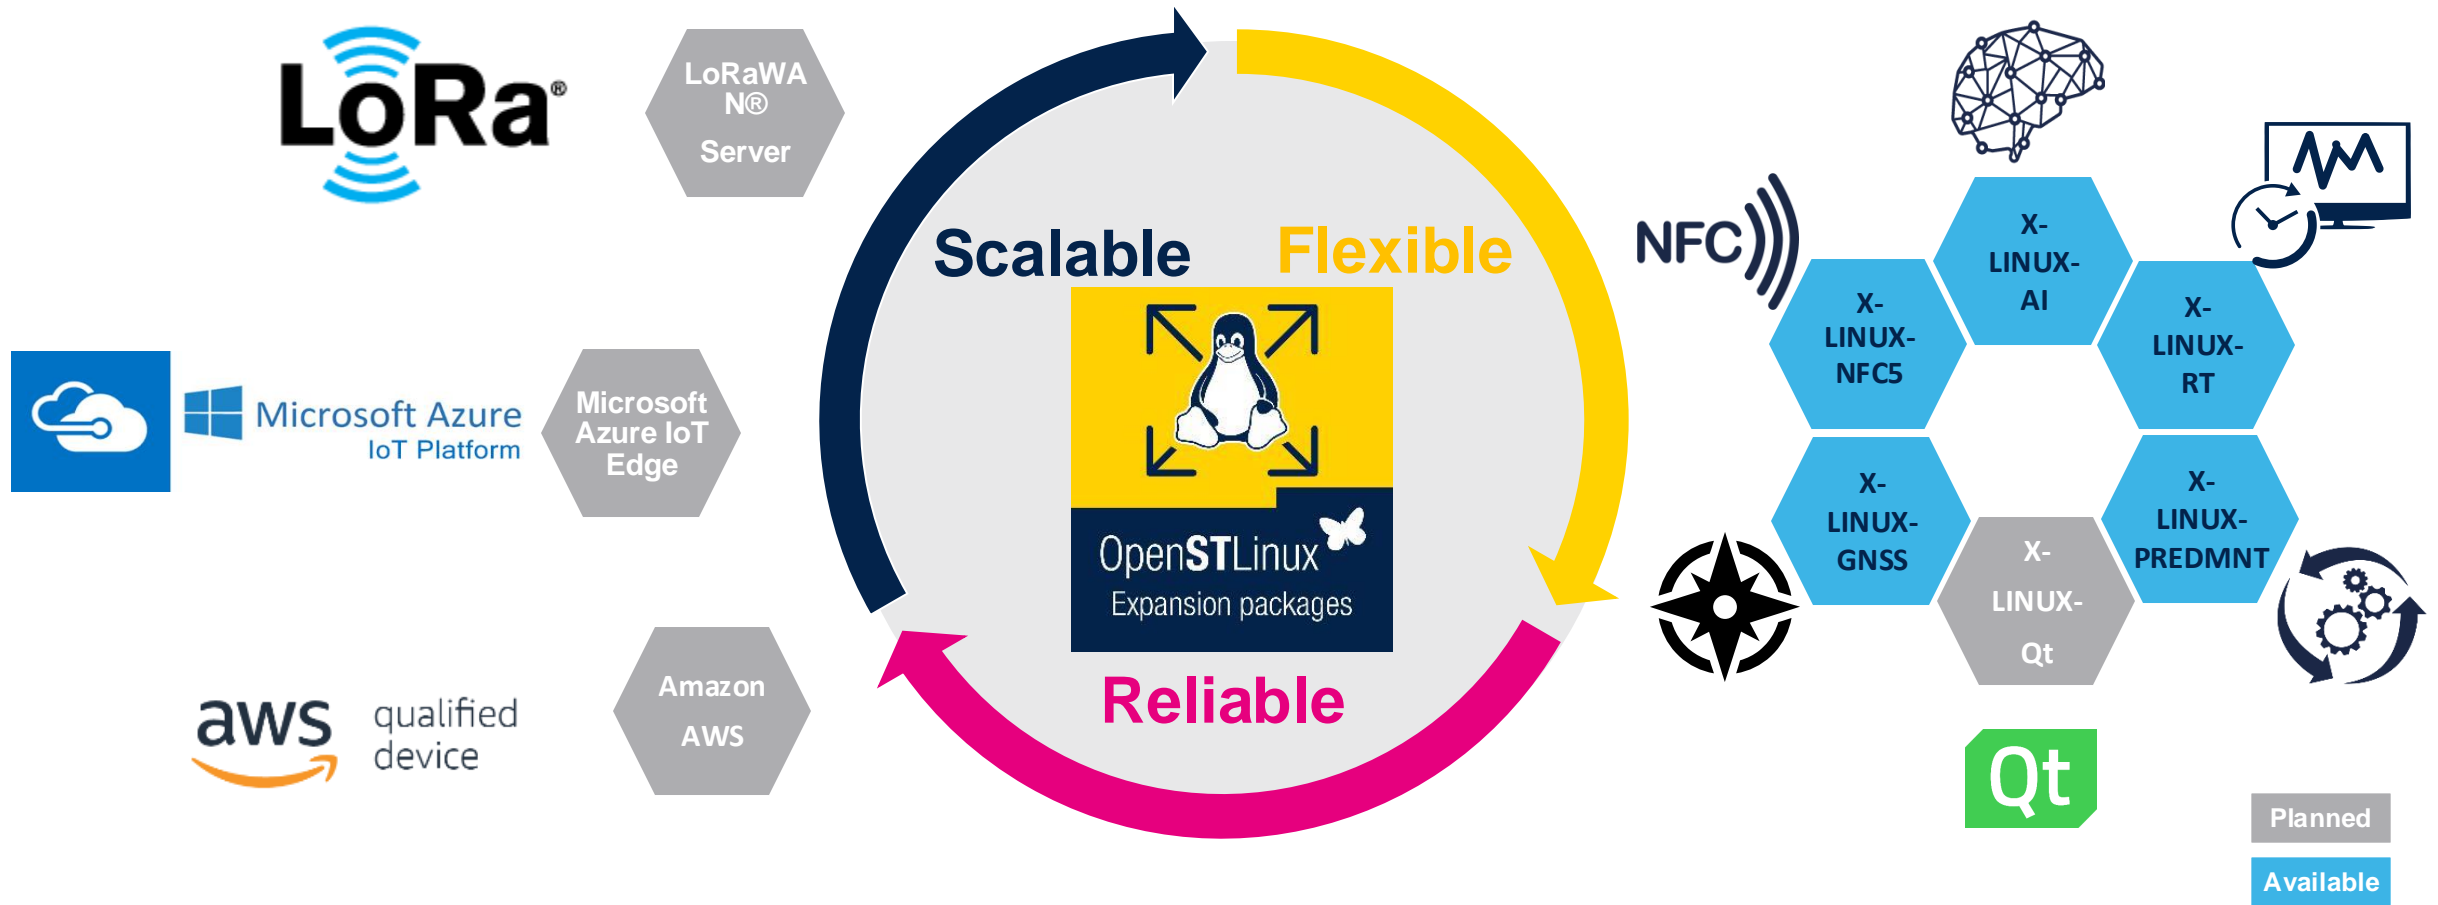 LoRa®
LoRaWA
N®
Server
Microsoft Azure
IoT Platform
Microsoft
Azure IoT
Edge
aws
qualified
device
Amazon
AWS
Scalable
Flexible
OpenSTLinux
Expansion packages
Reliable
NFC
X-
LINUX-
AI
X-
LINUX-
NFC5
X-
LINUX-
RT
X-
LINUX-
GNSS
X-
LINUX-
PREDMNT
X-
LINUX-
Qt
Qt
Planned
Available